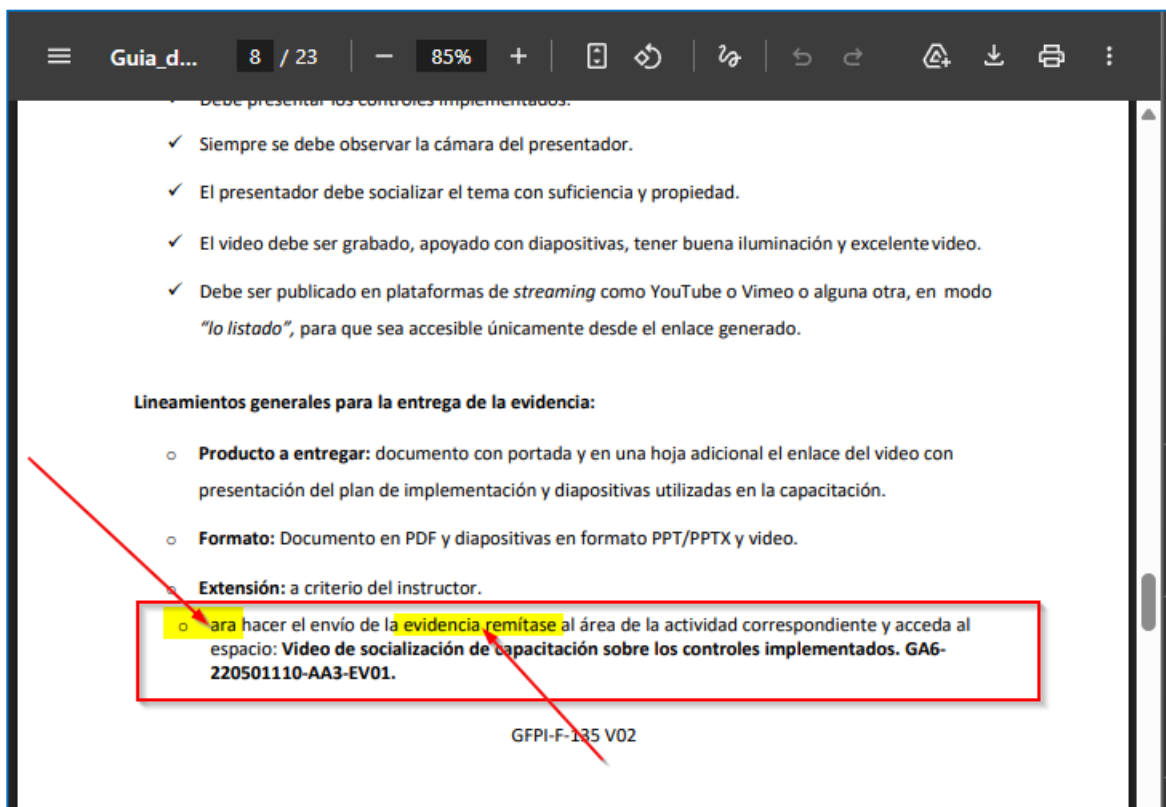 Guia_d... 8 / 23 85%
Debe presentar los controles implementados.
Siempre se debe observar la cámara del presentador.
El presentador debe socializar el tema con suficiencia y propiedad.
El video debe ser grabado, apoyado con diapositivas, tener buena iluminación y excelente video.
Debe ser publicado en plataformas de streaming como YouTube o Vimeo o alguna otra, en modo
"lo listado", para que sea accesible únicamente desde el enlace generado.
Lineamientos generales para la entrega de la evidencia:
Producto a entregar: documento con portada y en una hoja adicional el enlace del video con
presentación del plan de implementación y diapositivas utilizadas en la capacitación.
Formato: Documento en PDF y diapositivas en formato PPT/PPTX y video.
Extensión: a criterio del instructor.
ara hacer el envío de la evidencia remítase al área de la actividad correspondiente y acceda al
espacio: Video de socialización de capacitación sobre los controles implementados. GA6-
220501110-AA3-EV01.
GFPI-F-135 V02